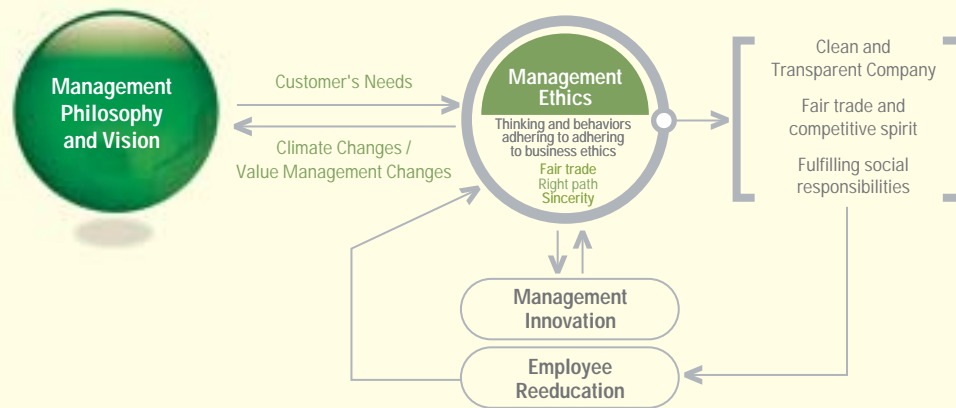 Management
Philosophy
and Vision
Customer's Needs
Climate Changes /
Value Management Changes
Management
Ethics
Thinking and behaviors
adhering to adhering
to business ethics
Fair trade
Right path
Sincerity
Clean and
Transparent Company
Fair trade and
competitive spirit
Fulfilling social
responsibilities
Management
Innovation
Employee
Reeducation